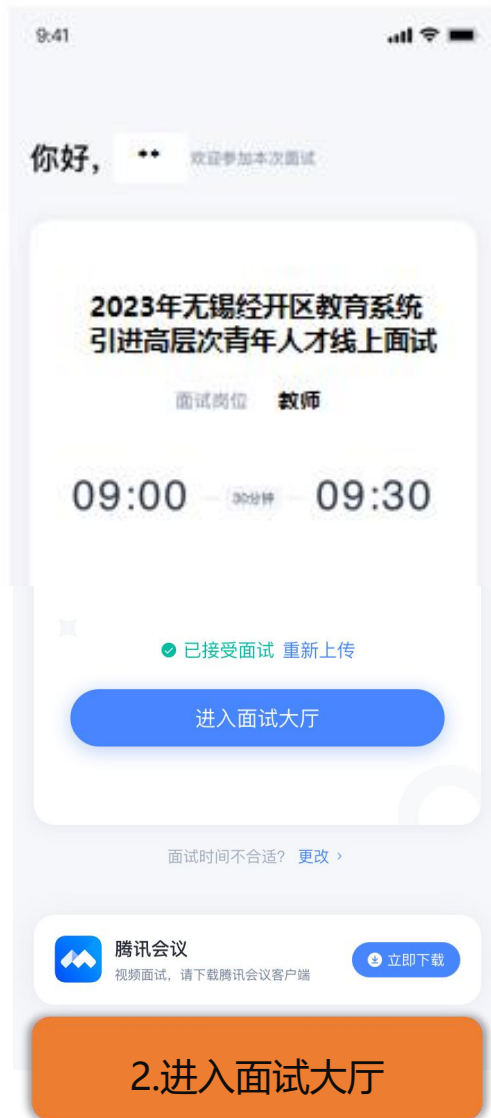 9:41
你好， ** 欢迎参加本次面试
2023年无锡经开区教育系统
引进高层次青年人才线上面试
面试岗位 教师
09:00 30分钟 09:30
已接受面试 重新上传
进入面试大厅
面试时间不合适？ 更改 >
腾讯会议
视频面试，请下载腾讯会议客户端
立即下载
2.进入面试大厅